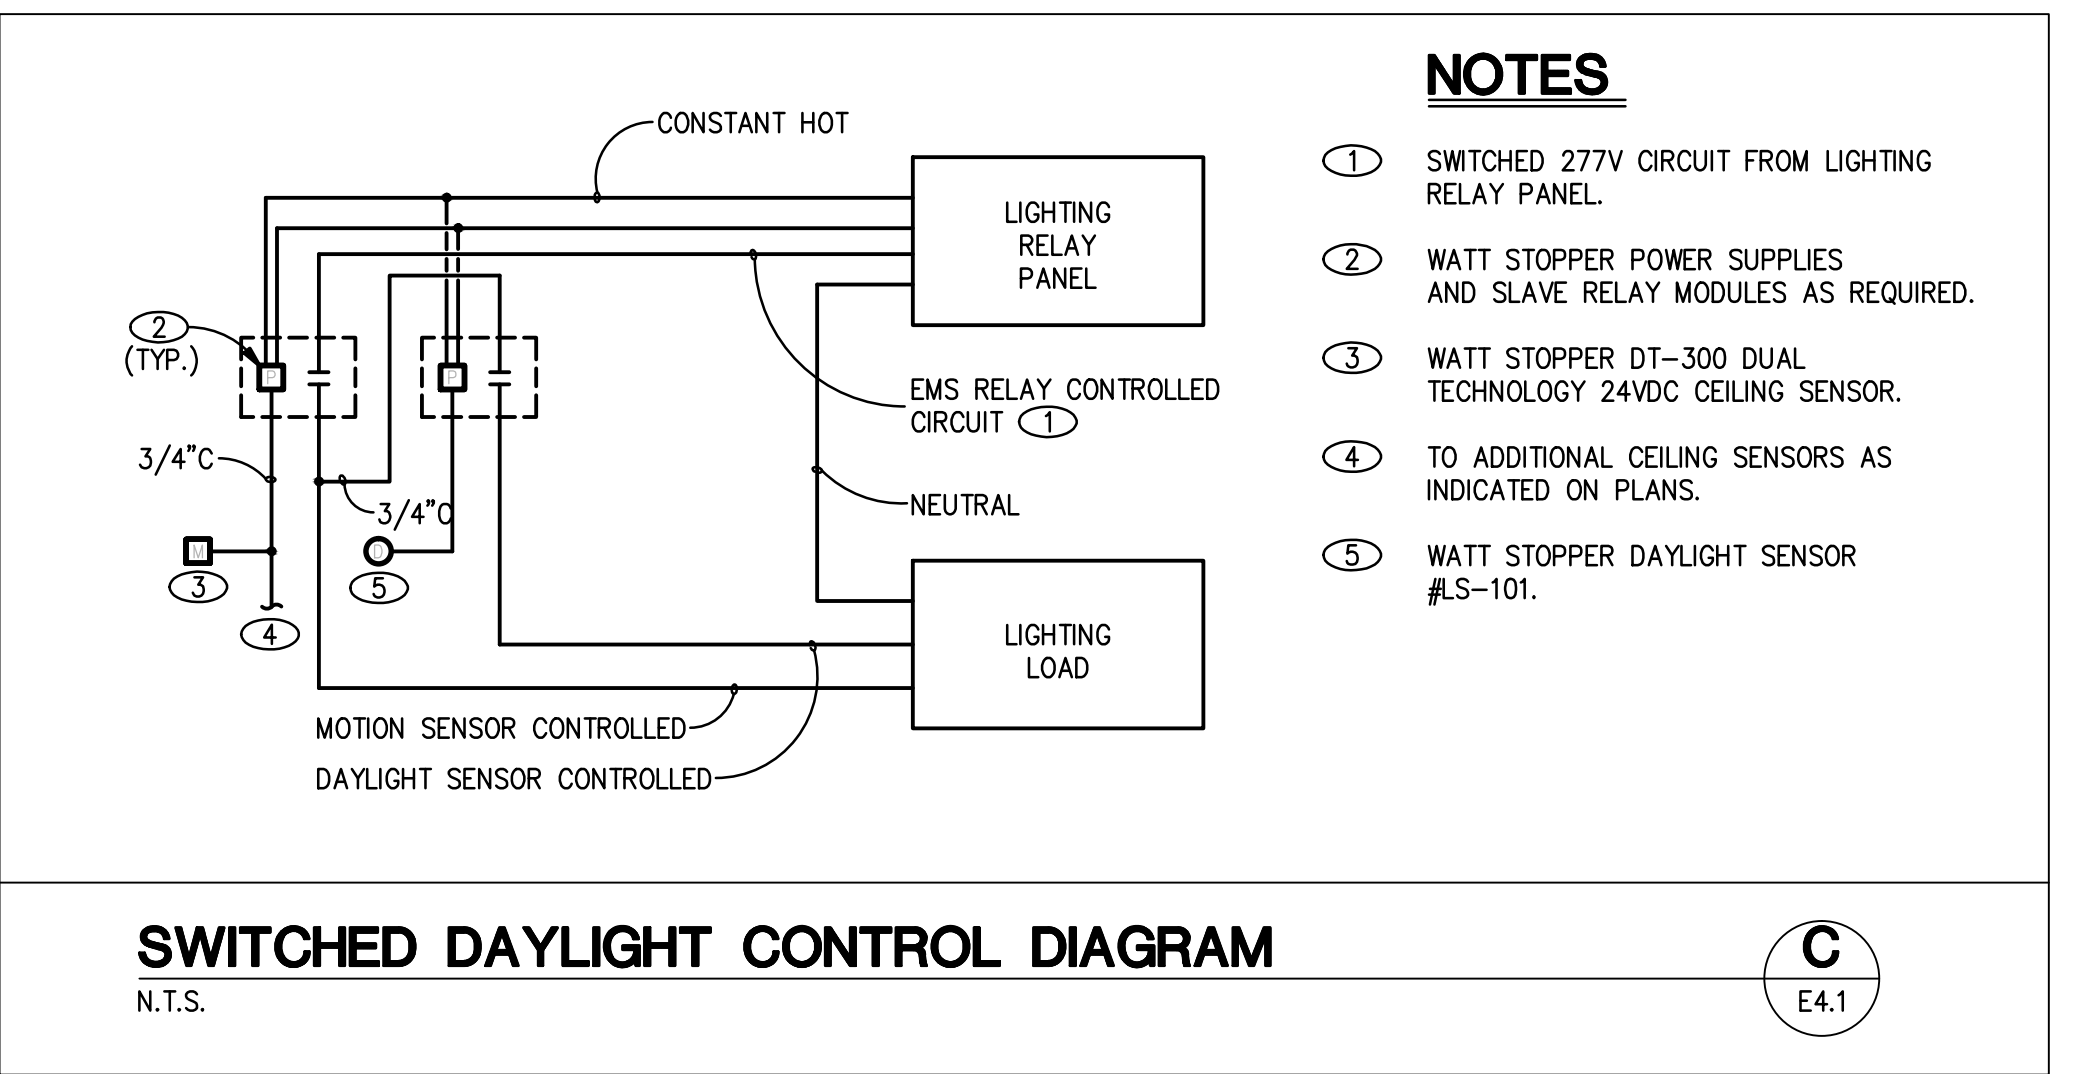 NOTES
CONSTANT HOT
LIGHTING
RELAY
PANEL
1 SWITCHED 277V CIRCUIT FROM LIGHTING
RELAY PANEL.
2 WATT STOPPER POWER SUPPLIES
AND SLAVE RELAY MODULES AS REQUIRED.
3 WATT STOPPER DT-300 DUAL
TECHNOLOGY 24VDC CEILING SENSOR.
4 TO ADDITIONAL CEILING SENSORS AS
INDICATED ON PLANS.
5 WATT STOPPER DAYLIGHT SENSOR
#LS-101.
2
(TYP.)
P
P
EMS RELAY CONTROLLED
CIRCUIT 1
3/4"C
3/4"C
NEUTRAL
M
D
3
5
4
LIGHTING
LOAD
MOTION SENSOR CONTROLLED
DAYLIGHT SENSOR CONTROLLED
SWITCHED DAYLIGHT CONTROL DIAGRAM
N.T.S.
C
E4.1